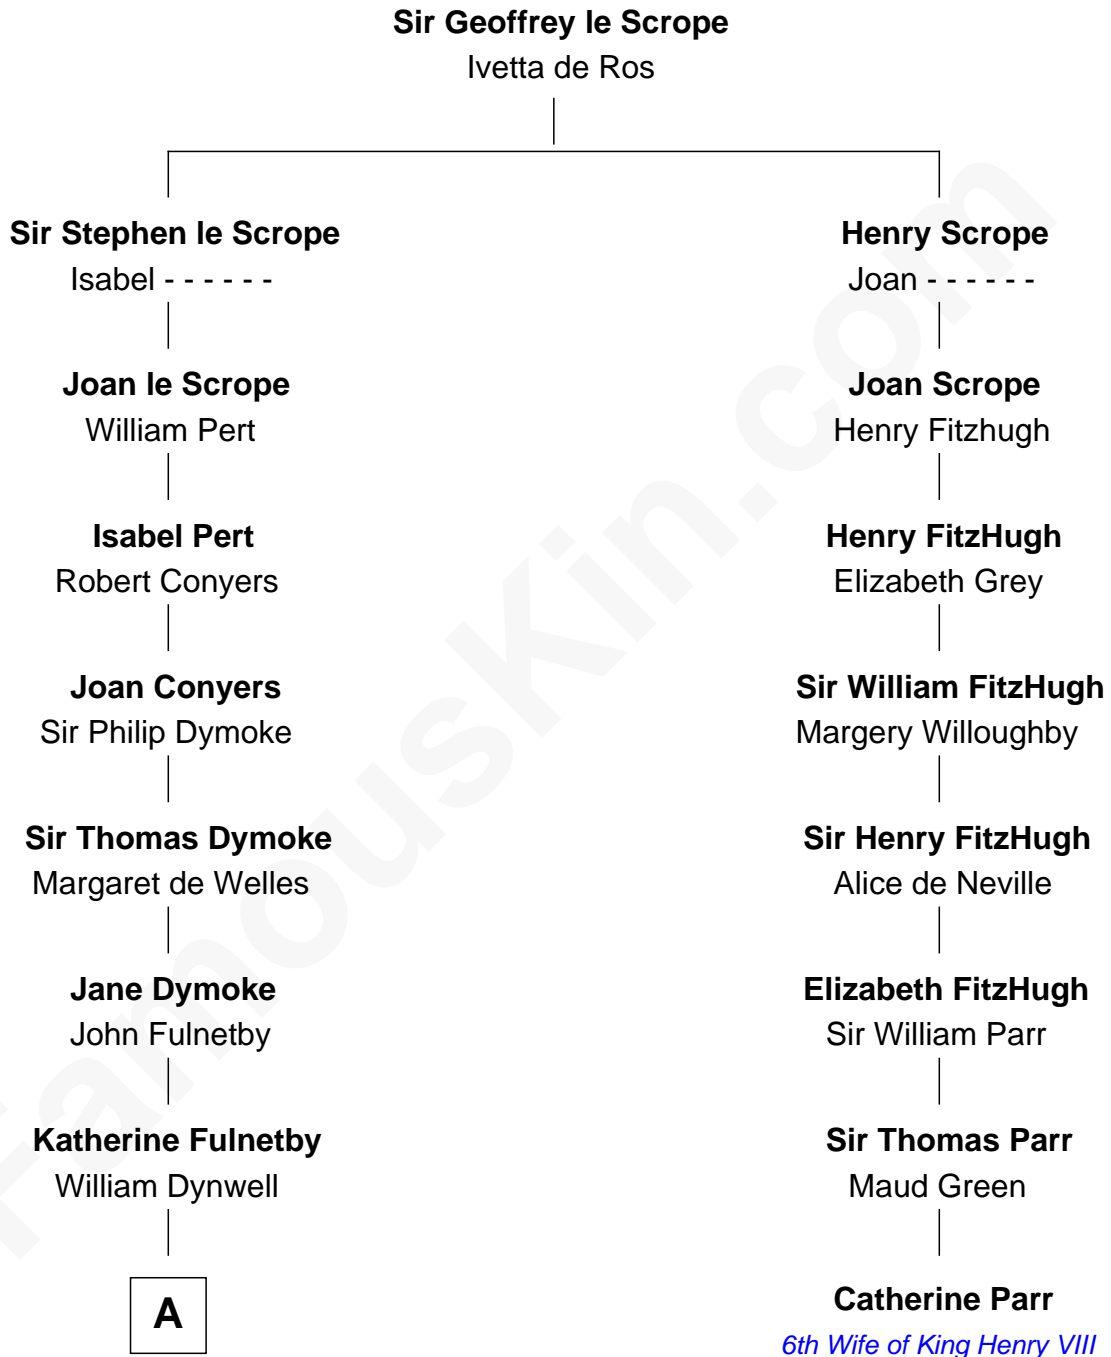 Sir Geoffrey le Scrope
Ivetta de Ros
Sir Stephen le Scrope
Isabel - - - - - -
Joan le Scrope
William Pert
Isabel Pert
Robert Conyers
Joan Conyers
Sir Philip Dymoke
Sir Thomas Dymoke
Margaret de Welles
Jane Dymoke
John Fulnetby
Katherine Fulnetby
William Dynwell
A
Henry Scrope
Joan - - - - - -
Joan Scrope
Henry Fitzhugh
Henry FitzHugh
Elizabeth Grey
Sir William FitzHugh
Margery Willoughby
Sir Henry FitzHugh
Alice de Neville
Elizabeth FitzHugh
Sir William Parr
Sir Thomas Parr
Maud Green
Catherine Parr
6th Wife of King Henry VIII
FamousKin.com